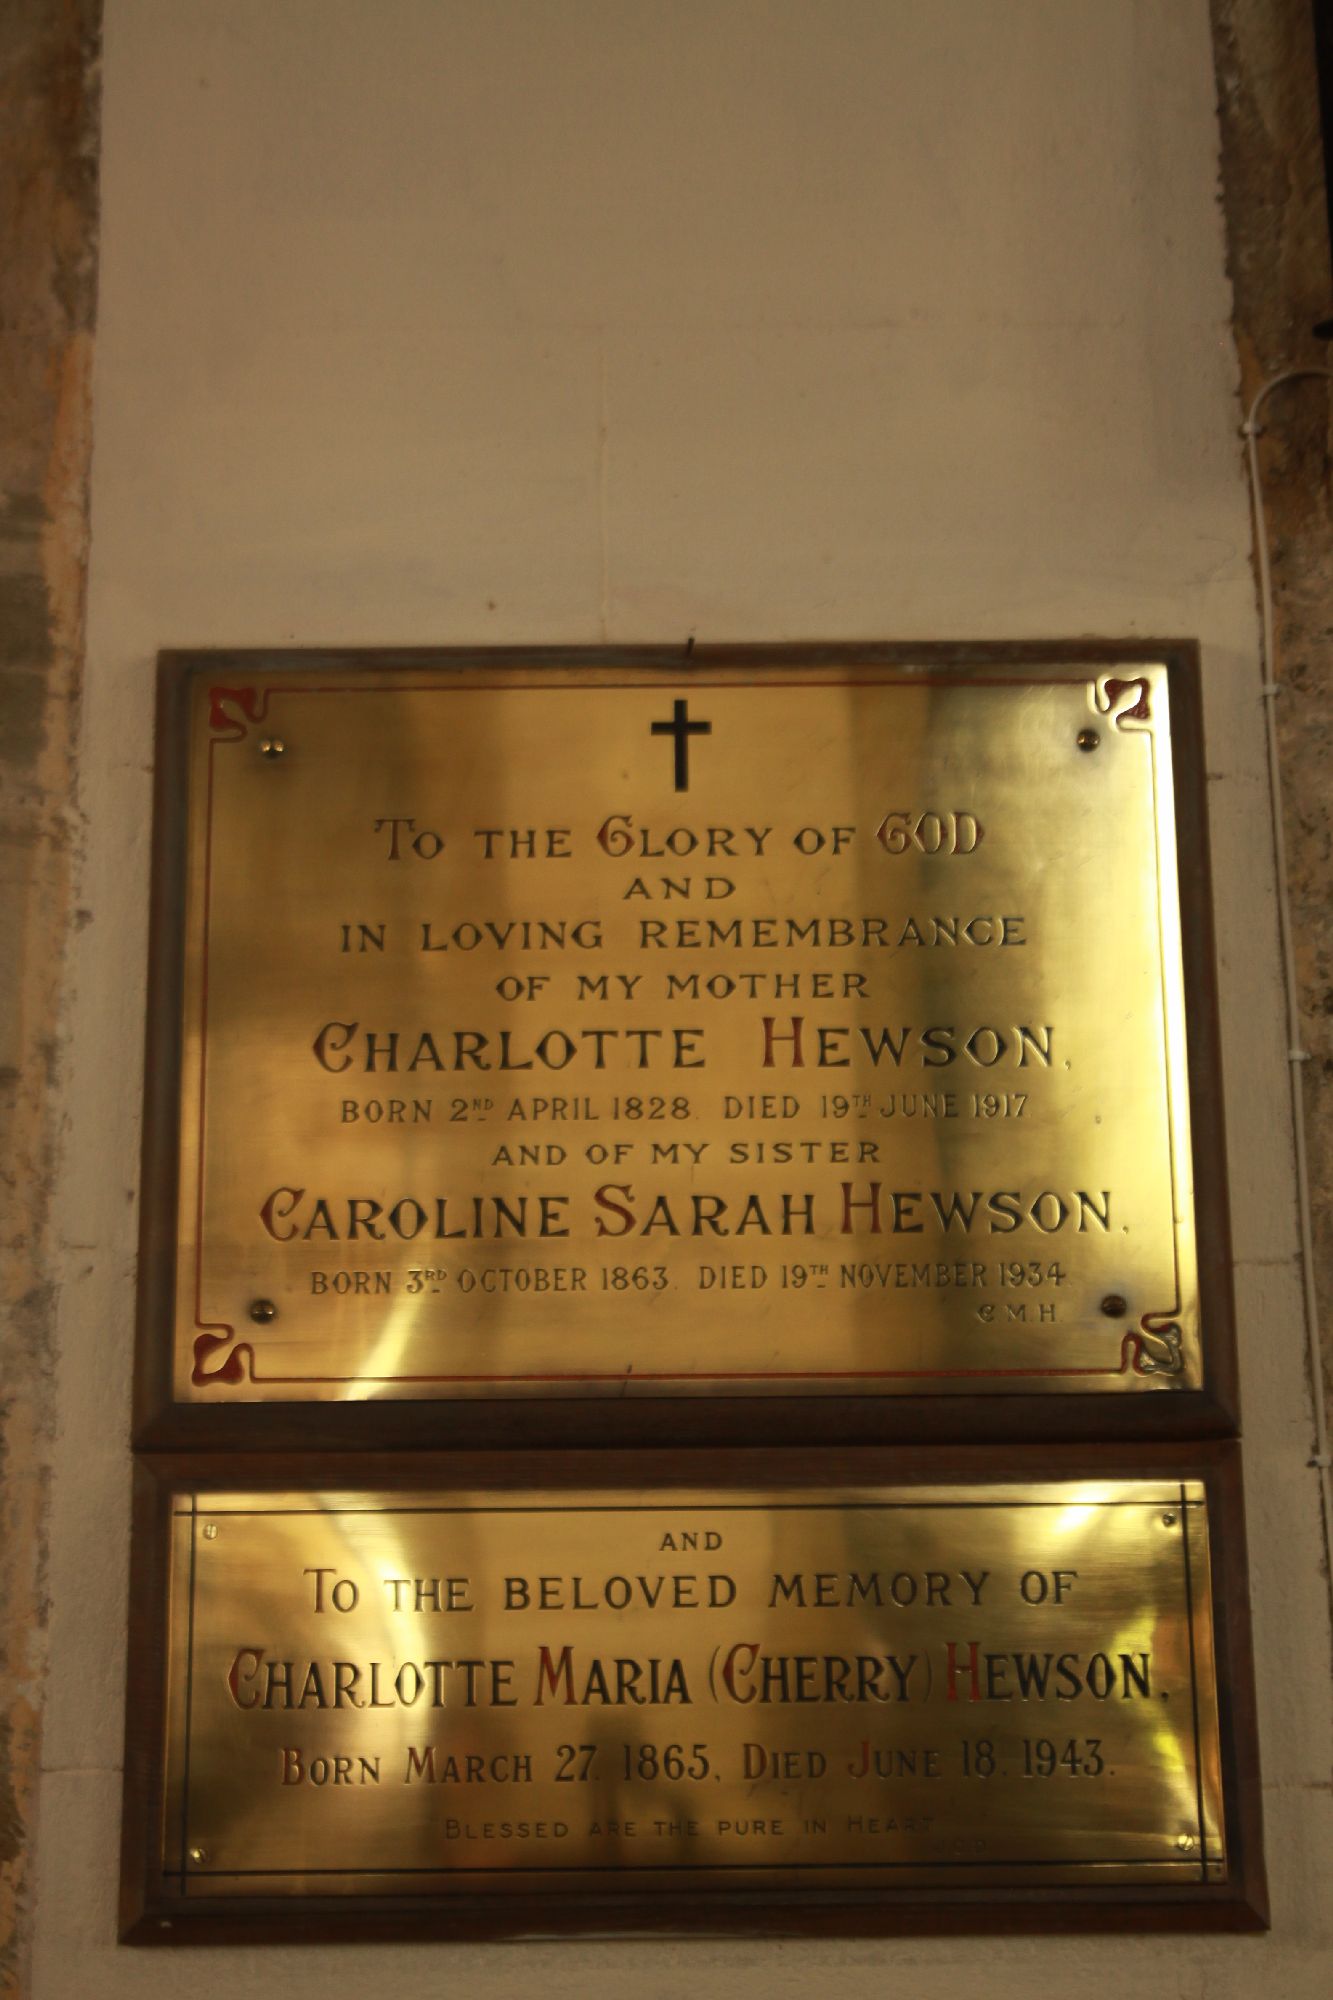 To the Glory of GOD
AND
IN LOVING REMEMBRANCE
OF MY MOTHER
CHARLOTTE HEWSON,
BORN 2ND APRIL 1828. DIED 19TH JUNE 1917
AND OF MY SISTER
CAROLINE SARAH HEWSON,
BORN 3RD OCTOBER 1863. DIED 19TH NOVEMBER 1934.
C.M.H.
AND
TO THE BELOVED MEMORY OF
CHARLOTTE MARIA (CHERRY) HEWSON,
BORN MARCH 27. 1865, DIED JUNE 18. 1943.
BLESSED ARE THE PURE IN HEART